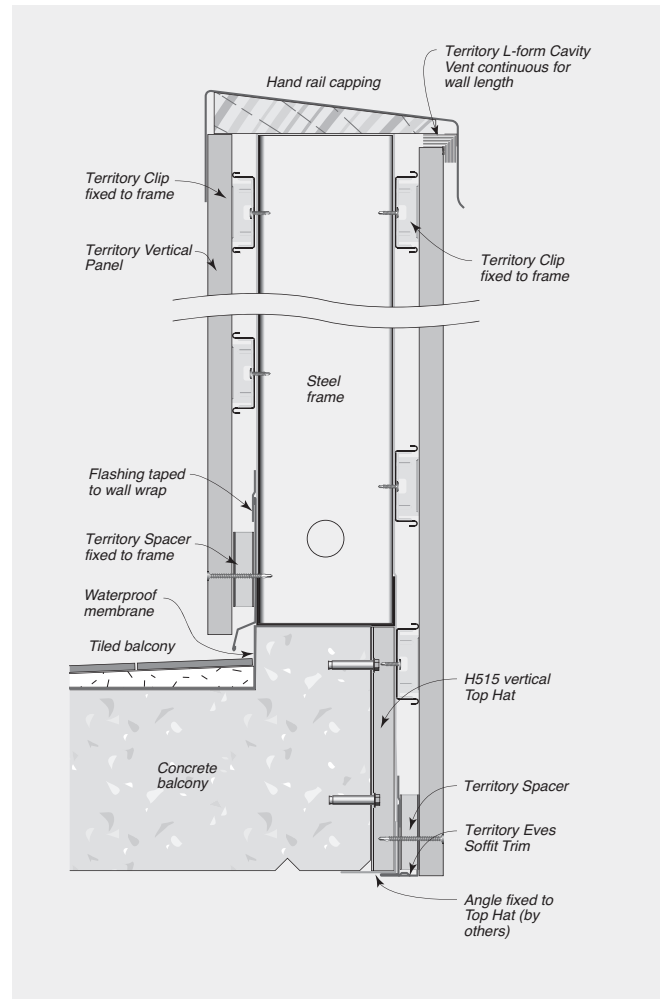 Territory L-form Cavity
Vent continuous for
wall length
Hand rail capping
Territory Clip
fixed to frame
Territory Vertical
Panel
Territory Clip
fixed to frame
Steel
frame
Flashing taped
to wall wrap
Territory Spacer
fixed to frame
Waterproof
membrane
Tiled balcony
H515 vertical
Top Hat
Concrete
balcony
Territory Spacer
Territory Eves
Soffit Trim
Angle fixed to
Top Hat (by
others)